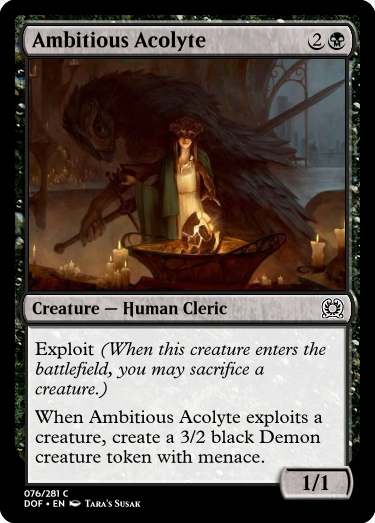 Ambitious Acolyte 2
Creature — Human Cleric
Exploit (When this creature enters the
battlefield, you may sacrifice a
creature.)
When Ambitious Acolyte exploits a
creature, create a 3/2 black Demon
creature token with menace.
1/1
076/281 C
DOF • EN Tara's Susak